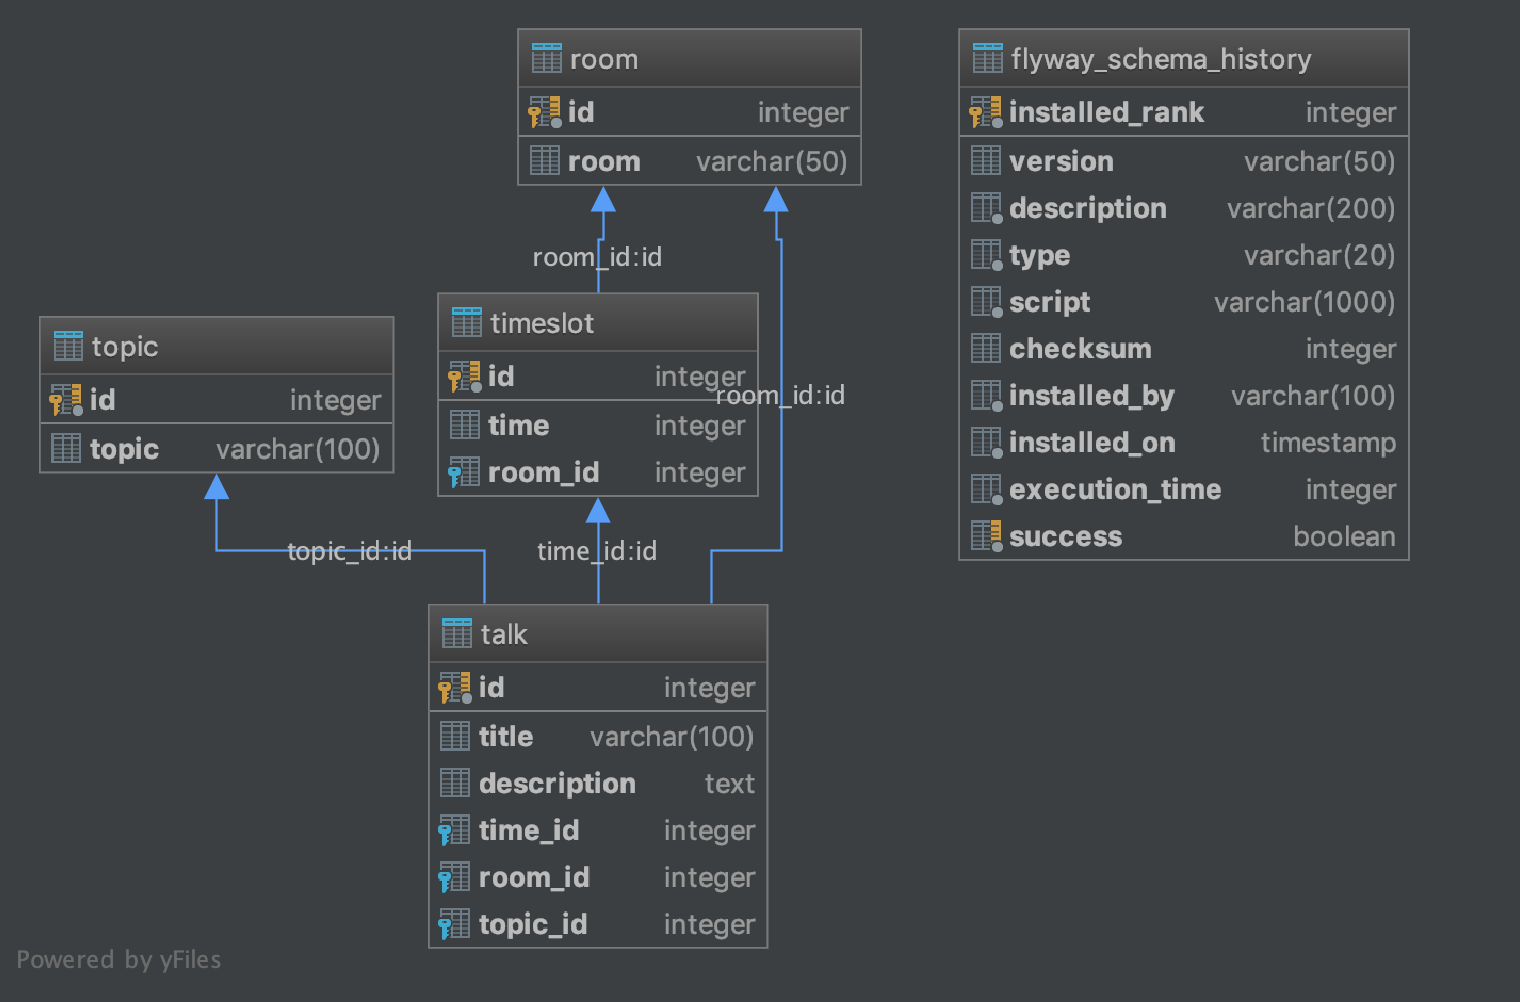 room
id integer
room varchar(50)
flyway_schema_history
installed_rank integer
version varchar(50)
description varchar(200)
type varchar(20)
script varchar(1000)
checksum integer
installed_by varchar(100)
installed_on timestamp
execution_time integer
success boolean
room_id:id
timeslot
id integer
time integer
room_id integer
room_id:id
topic
id integer
topic varchar(100)
topic_id:id
time_id:id
talk
id integer
title varchar(100)
description text
time_id integer
room_id integer
topic_id integer
Powered by yFiles